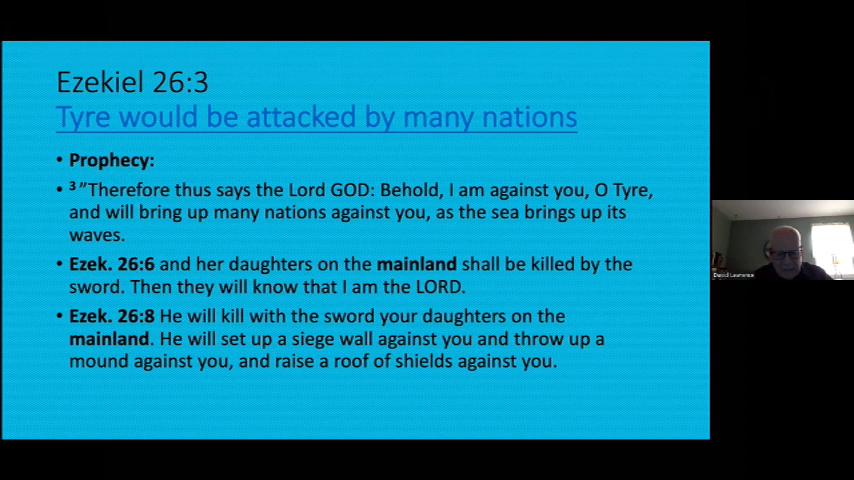 Ezekiel 26:3
Tyre would be attacked by many nations
• Prophecy:
• ³ ”Therefore thus says the Lord GOD: Behold, I am against you, O Tyre,
and will bring up many nations against you, as the sea brings up its
waves.
• Ezek. 26:6 and her daughters on the mainland shall be killed by the
sword. Then they will know that I am the LORD.
• Ezek. 26:8 He will kill with the sword your daughters on the
mainland. He will set up a siege wall against you and throw up a
mound against you, and raise a roof of shields against you.
David Lawrence